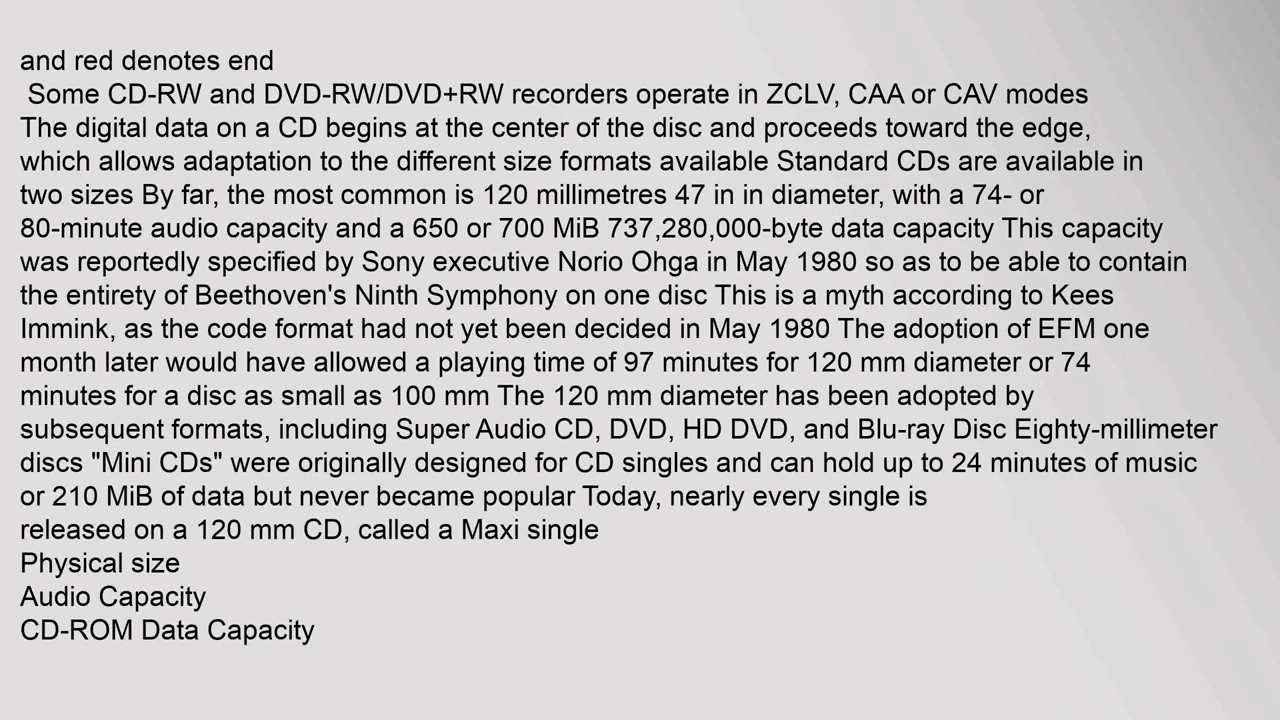 and red denotes end
Some CD-RW and DVD-RW/DVD+RW recorders operate in ZCLV, CAA or CAV modes
The digital data on a CD begins at the center of the disc and proceeds toward the edge,
which allows adaptation to the different size formats available Standard CDs are available in
two sizes By far, the most common is 120 millimetres 47 in in diameter, with a 74- or
80-minute audio capacity and a 650 or 700 MiB 737,280,000-byte data capacity This capacity
was reportedly specified by Sony executive Norio Ohga in May 1980 so as to be able to contain
the entirety of Beethoven's Ninth Symphony on one disc This is a myth according to Kees
Immink, as the code format had not yet been decided in May 1980 The adoption of EFM one
month later would have allowed a playing time of 97 minutes for 120 mm diameter or 74
minutes for a disc as small as 100 mm The 120 mm diameter has been adopted by
subsequent formats, including Super Audio CD, DVD, HD DVD, and Blu-ray Disc Eighty-millimeter
discs "Mini CDs" were originally designed for CD singles and can hold up to 24 minutes of music
or 210 MiB of data but never became popular Today, nearly every single is
released on a 120 mm CD, called a Maxi single
Physical size
Audio Capacity
CD-ROM Data Capacity